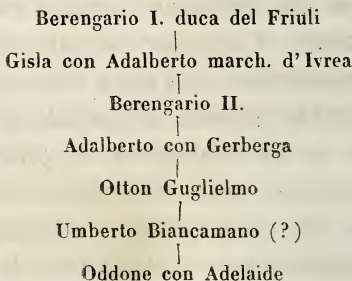 Berengario I. duca del Friuli
Gisla con Adalberto march. d'Ivrea
Berengario II.
Adalberto con Gerberga
Otton Guglielmo
Umberto Biancamano (?)
Oddone con Adelaide